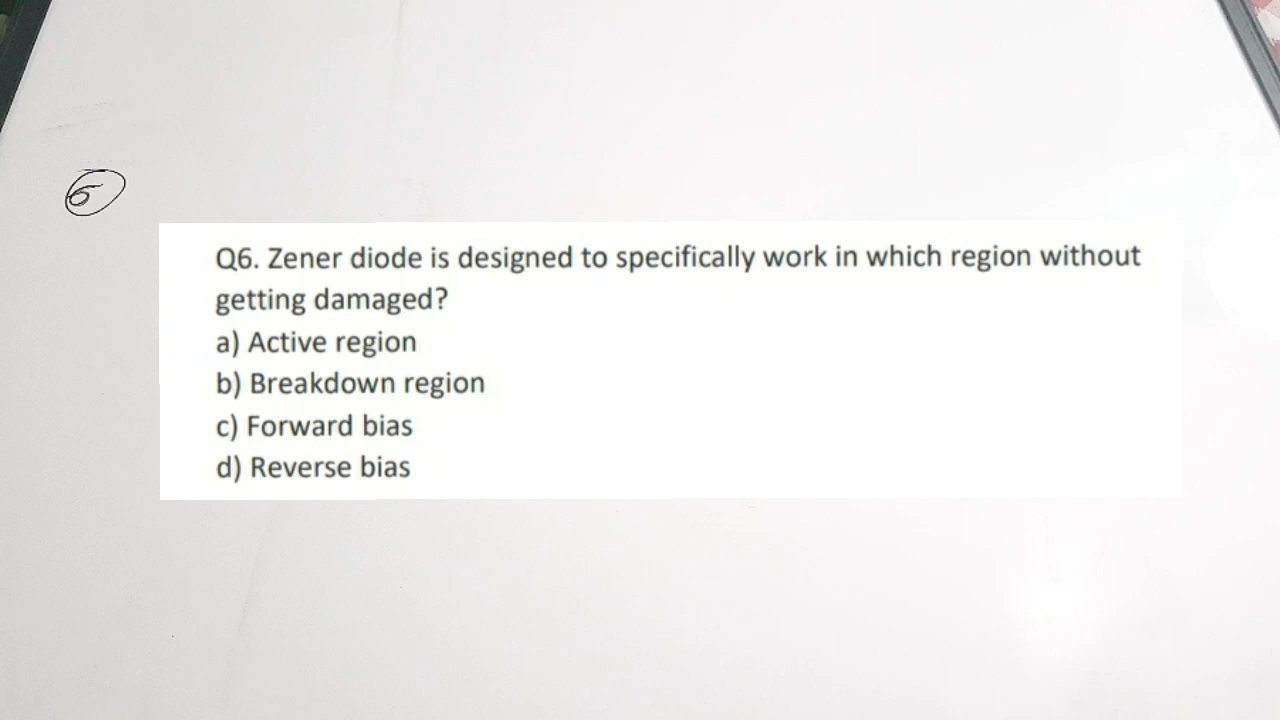 6
Q6. Zener diode is designed to specifically work in which region without
getting damaged?
a) Active region
b) Breakdown region
c) Forward bias
d) Reverse bias